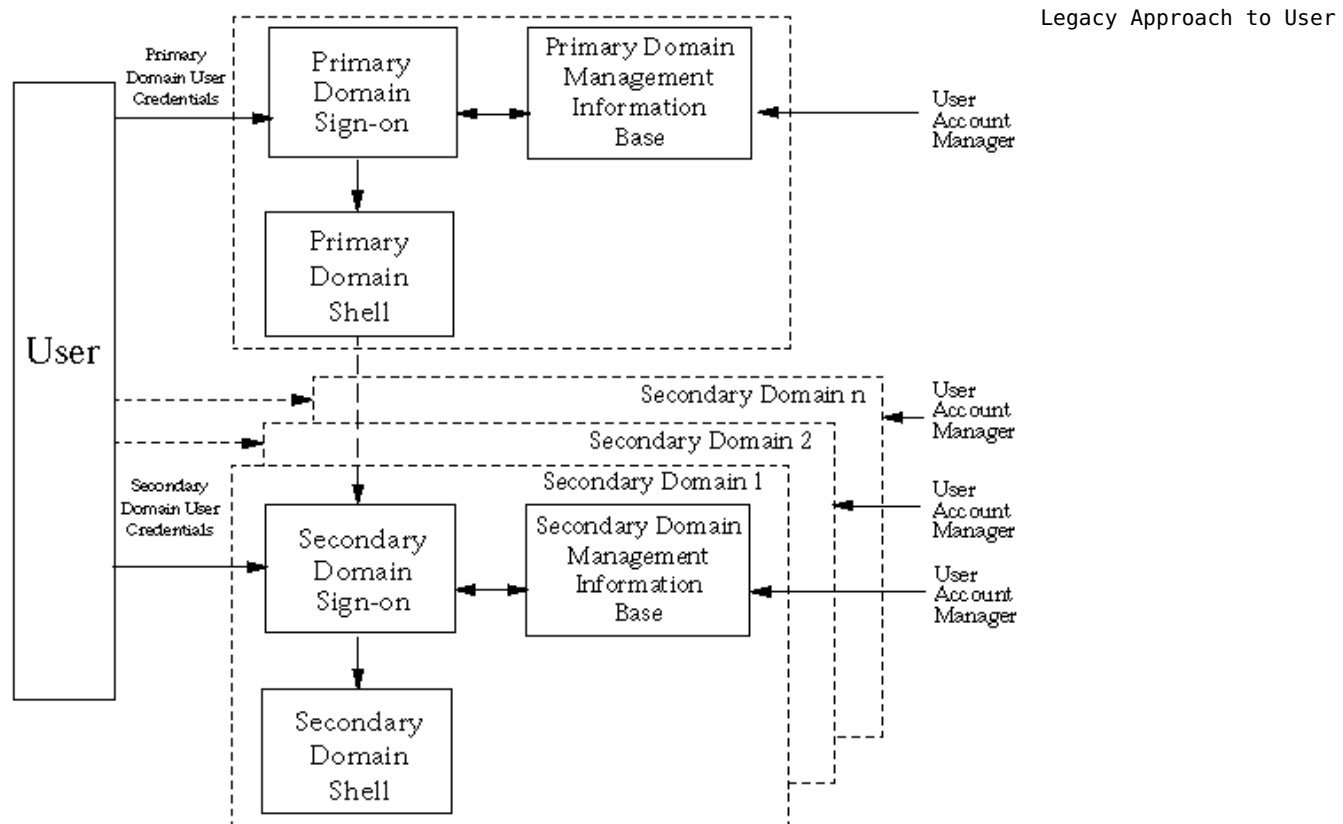 Legacy Approach to User
Primary
Domain User
Credentials
Primary
Domain
Sign-on
Primary Domain
Management
Information
Base
User
Account
Manager
Primary
Domain
Shell
User
Secondary Domain n
User
Account
Manager
Secondary Domain 2
Secondary Domain 1
Secondary
Domain User
Credentials
Secondary
Domain
Sign-on
Secondary Domain
Management
Information
Base
User
Account
Manager
User
Account
Manager
Secondary
Domain
Shell